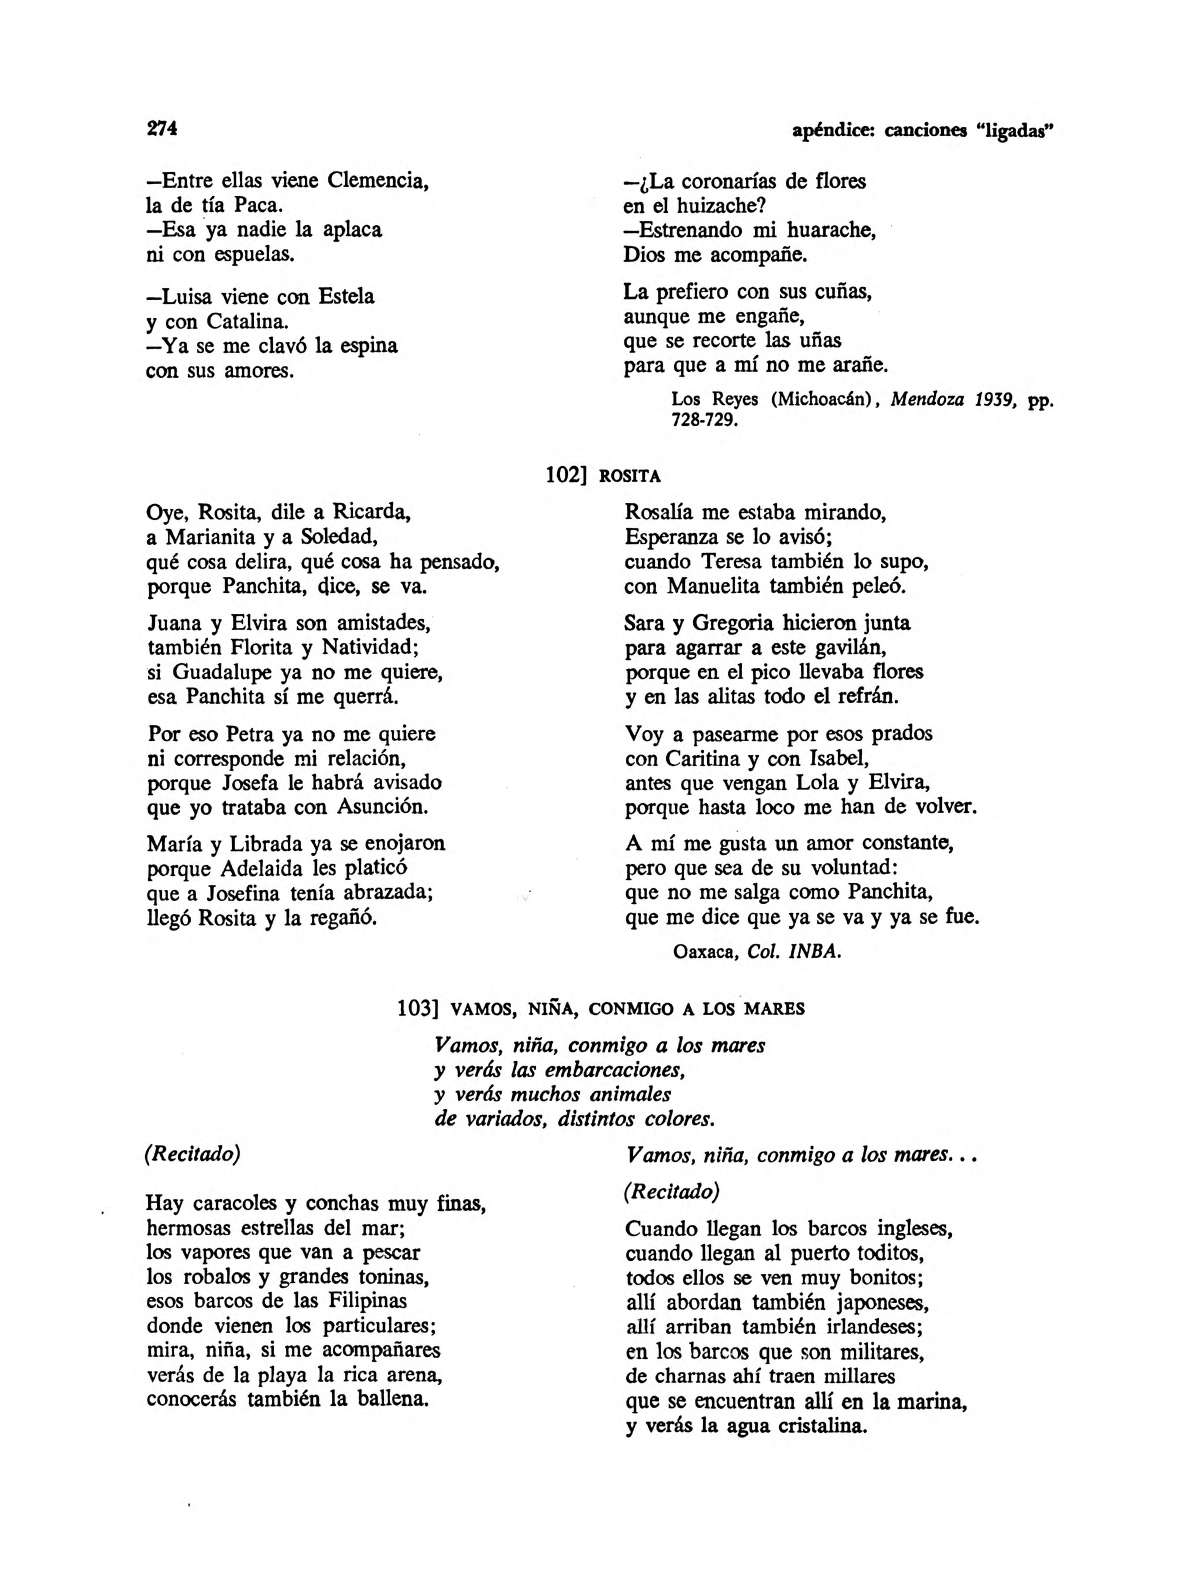 274
apéndice: canciones "ligadas"
—Entre ellas viene Clemencia,
la de tía Paca.
—Esa ya nadie la aplaca
ni con espuelas.
—Luisa viene con Estela
y con Catalina.
—Ya se me clavó la espina
con sus amores.
—¿La coronarías de flores
en el huizache?
—Estrenando mi huarache,
Dios me acompañe.
La prefiero con sus cuñas,
aunque me engañe,
que se recorte las uñas
para que a mí no me arañe.
Los Reyes (Michoacán), Mendoza 1939, pp.
728-729.
102] ROSITA
Oye, Rosita, dile a Ricarda,
a Marianita y a Soledad,
qué cosa delira, qué cosa ha pensado,
porque Panchita, dice, se va.
Juana y Elvira son amistades,
también Florita y Natividad;
si Guadalupe ya no me quiere,
esa Panchita sí me querrá.
Por eso Petra ya no me quiere
ni corresponde mi relación,
porque Josefa le habrá avisado
que yo trataba con Asunción.
María y Librada ya se enojaron
porque Adelaida les platicó
que a Josefina tenía abrazada;
llegó Rosita y la regañó.
Rosalía me estaba mirando,
Esperanza se lo avisó;
cuando Teresa también lo supo,
con Manuelita también peleó.
Sara y Gregoria hicieron junta
para agarrar a este gavilán,
porque en el pico llevaba flores
y en las alitas todo el refrán.
Voy a pasearme por esos prados
con Caritina y con Isabel,
antes que vengan Lola y Elvira,
porque hasta loco me han de volver.
A mí me gusta un amor constante,
pero que sea de su voluntad:
que no me salga como Panchita,
que me dice que ya se va y ya se fue.
Oaxaca, Col. INBA.
103] VAMOS, NIÑA, CONMIGO A LOS MARES
Vamos, niña, conmigo a los mares
y verás las embarcaciones,
y verás muchos animales
de variados, distintos colores.
(Recitado)
Hay caracoles y conchas muy finas,
hermosas estrellas del mar;
los vapores que van a pescar
los robalos y grandes toninas,
esos barcos de las Filipinas
donde vienen los particulares;
mira, niña, si me acompañares
verás de la playa la rica arena,
conocerás también la ballena.
Vamos, niña, conmigo a los mares...
(Recitado)
Cuando llegan los barcos ingleses,
cuando llegan al puerto toditos,
todos ellos se ven muy bonitos;
allí abordan también japoneses,
allí arriban también irlandeses;
en los barcos que son militares,
de charnas ahí traen millares
que se encuentran allí en la marina,
y verás la agua cristalina.